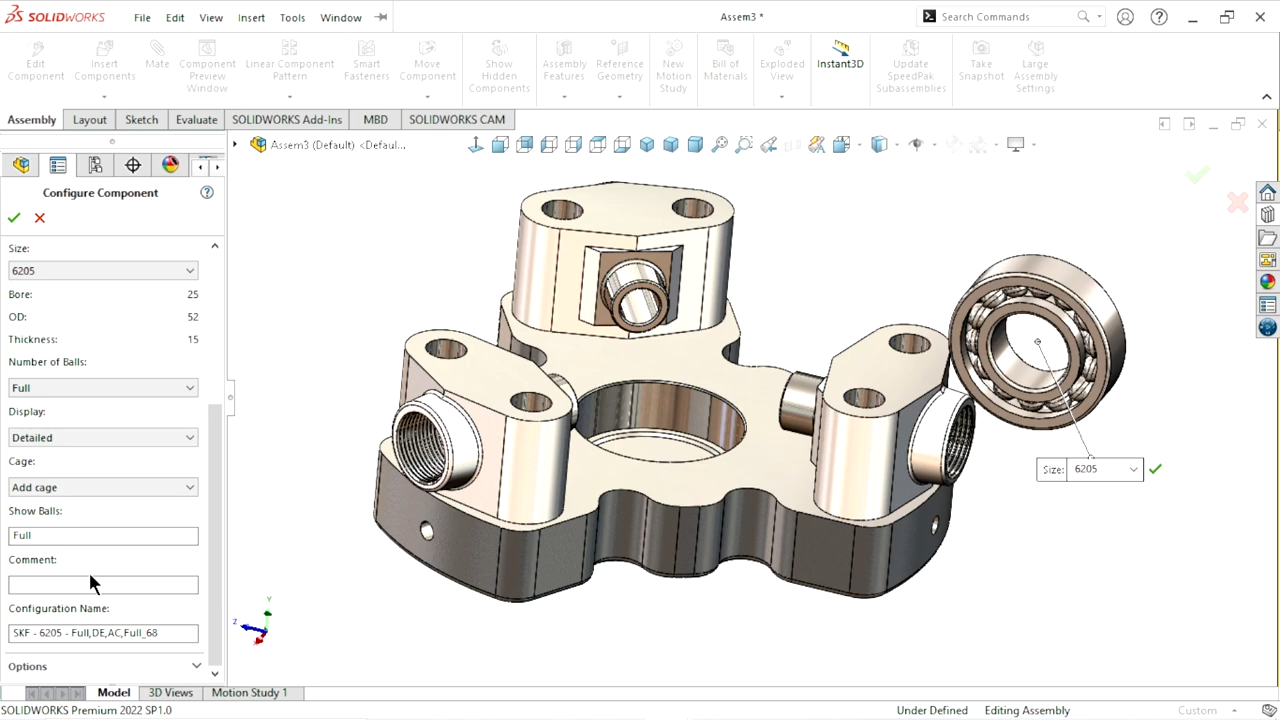 SOLIDWORKS File Edit View Insert Tools Window Assem3 * Search Commands
Edit Component
Insert Components
Mate
Component Preview Window
Linear Component Pattern
Smart Fasteners
Move Component
Show Hidden Components
Assembly Features
Reference Geometry
New Motion Study
Bill of Materials
Exploded View
Instant3D
Update SpeedPak Subassemblies
Take Snapshot
Large Assembly Settings
Assembly Layout Sketch Evaluate SOLIDWORKS Add-Ins MBD SOLIDWORKS CAM
Assem3 (Default) <Defaul...
Configure Component
Size:
6205
Bore: 25
OD: 52
Thickness: 15
Number of Balls:
Full
Display:
Detailed
Cage:
Add cage
Show Balls:
Full
Comment:
Configuration Name:
SKF - 6205 - Full,DE,AC,Full_68
Options
Size: 6205
Y
Z
Model 3D Views Motion Study 1
SOLIDWORKS Premium 2022 SP1.0 Under Defined Editing Assembly Custom